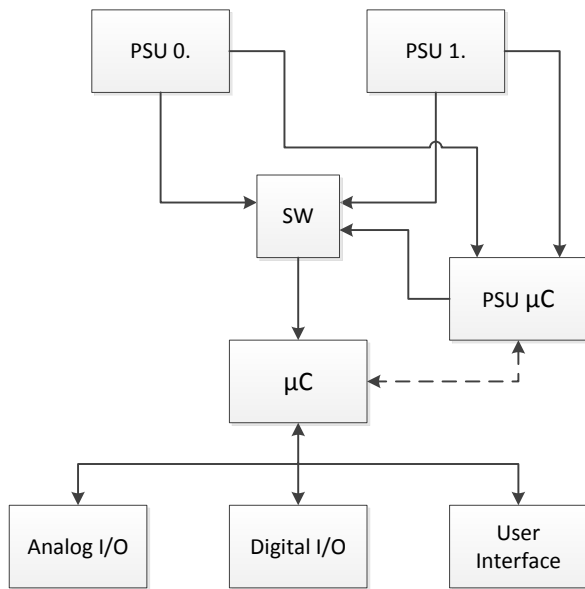 PSU 0.
PSU 1.
SW
PSU µC
µC
Analog I/O
Digital I/O
User
Interface